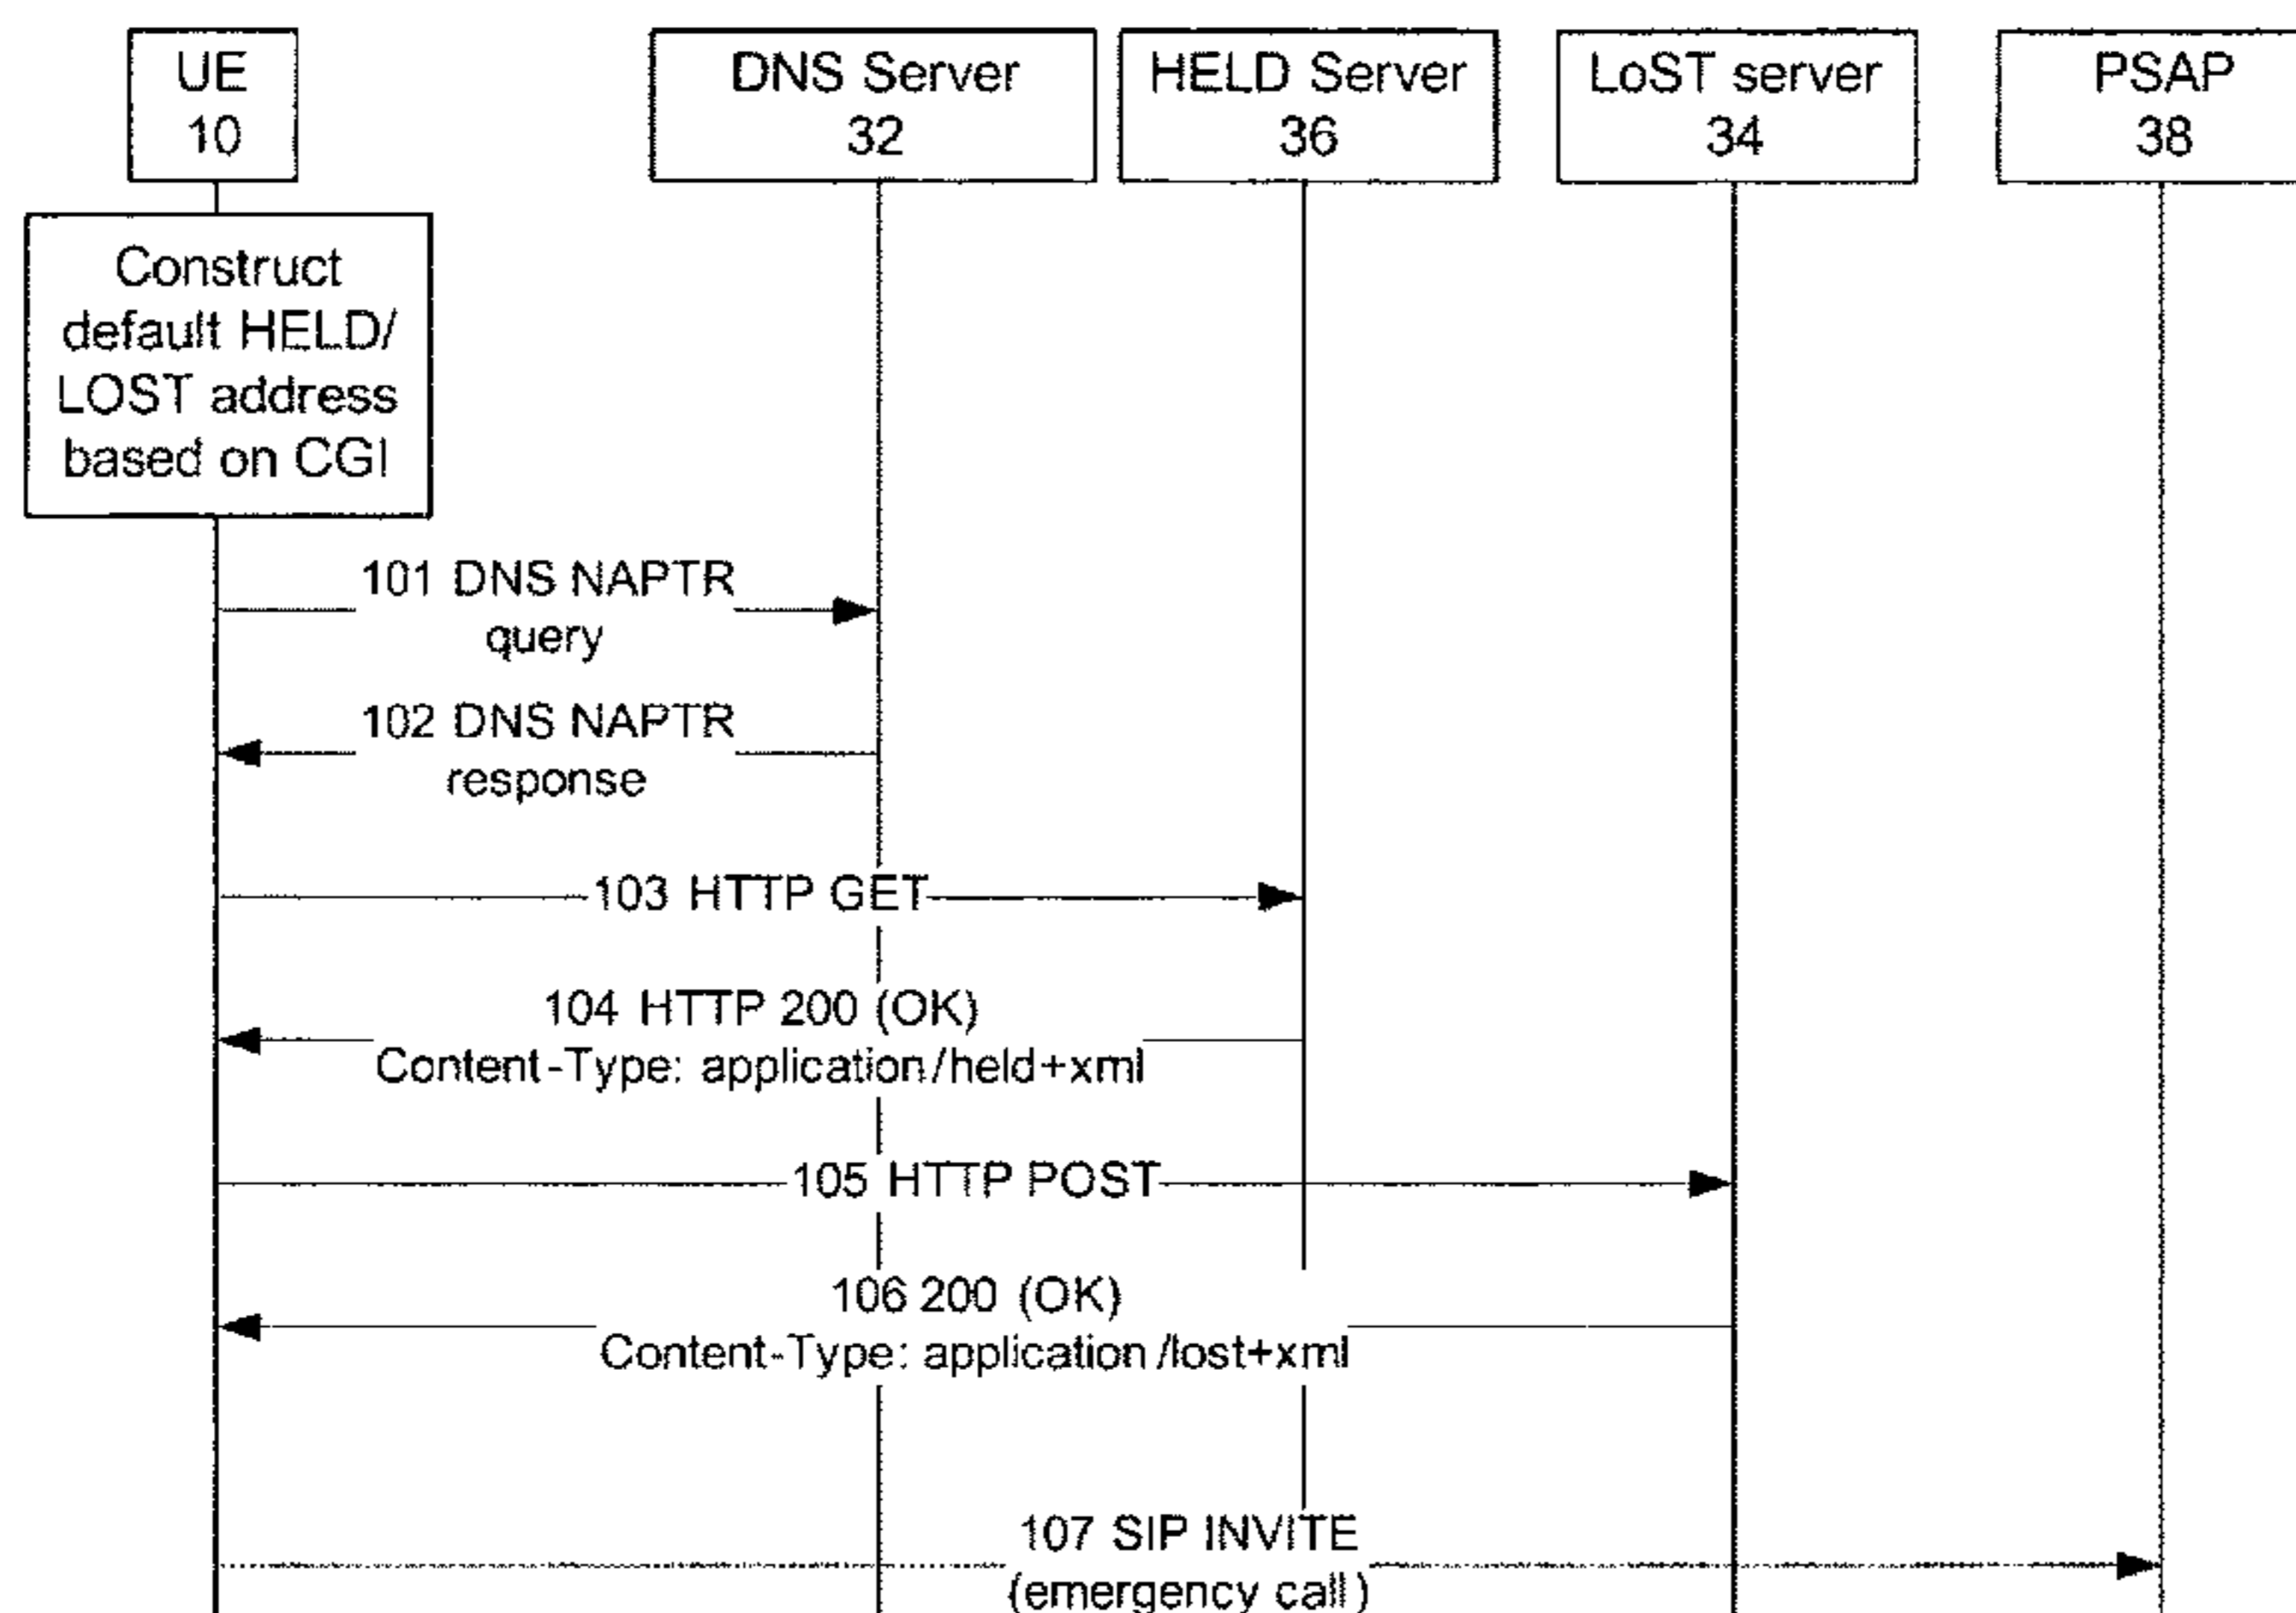 UE
10
DNS Server
32
HELD Server
36
LoST server
34
PSAP
38
Construct
default HELD/
LOST address
based on CGI
101 DNS NAPTR
query
102 DNS NAPTR
response
103 HTTP GET
104 HTTP 200 (OK)
Content-Type: application/held+xml
105 HTTP POST
106 200 (OK)
Content-Type: application/lost+xml
107 SIP INVITE
(emergency call)